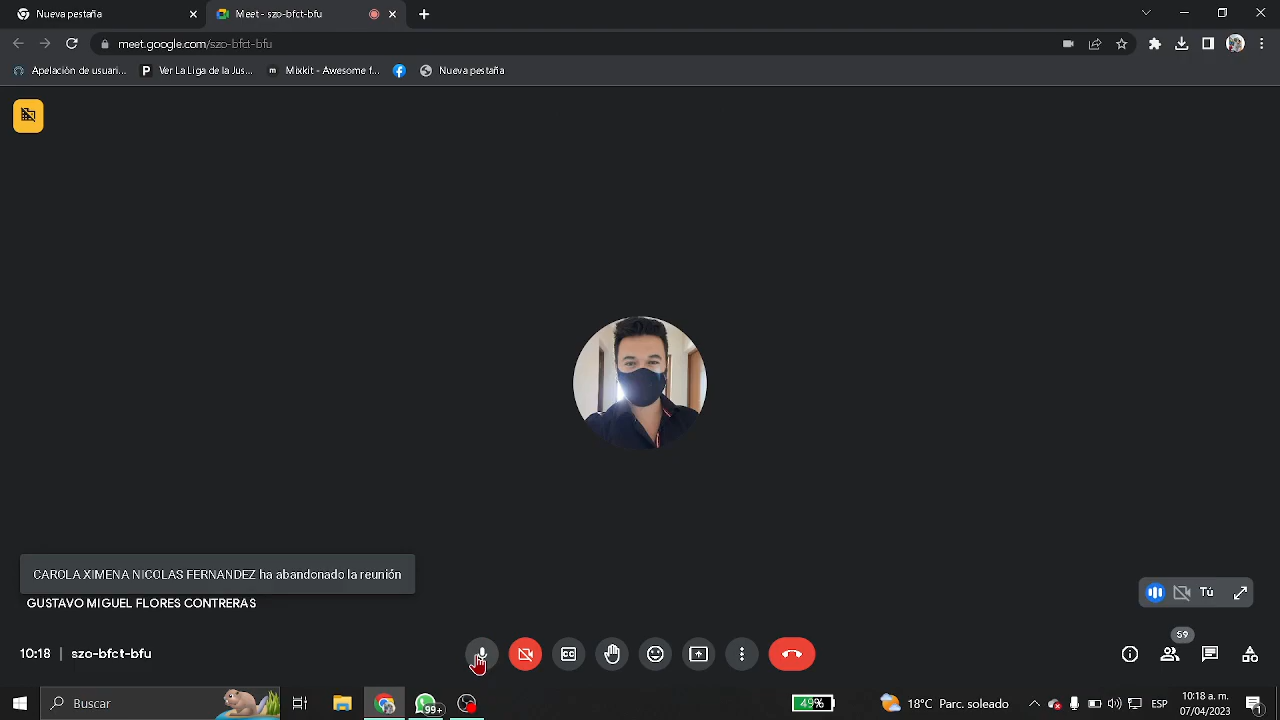 Nueva pestaña
Meet - szo-bfct-bfu
meet.google.com/szo-bfct-bfu
Apelación de usuari...
P
Ver La Liga de la Jus...
m
Mixkit - Awesome f...
Nueva pestaña
CAROLA XIMENA NICOLAS FERNANDEZ ha abandonado la reunión
GUSTAVO MIGUEL FLORES CONTRERAS
Tú
10:18 | szo-bfct-bfu
59
Buscar
99+
49%
18°C Parc. soleado
ESP
10:18 a. m.
07/04/2023